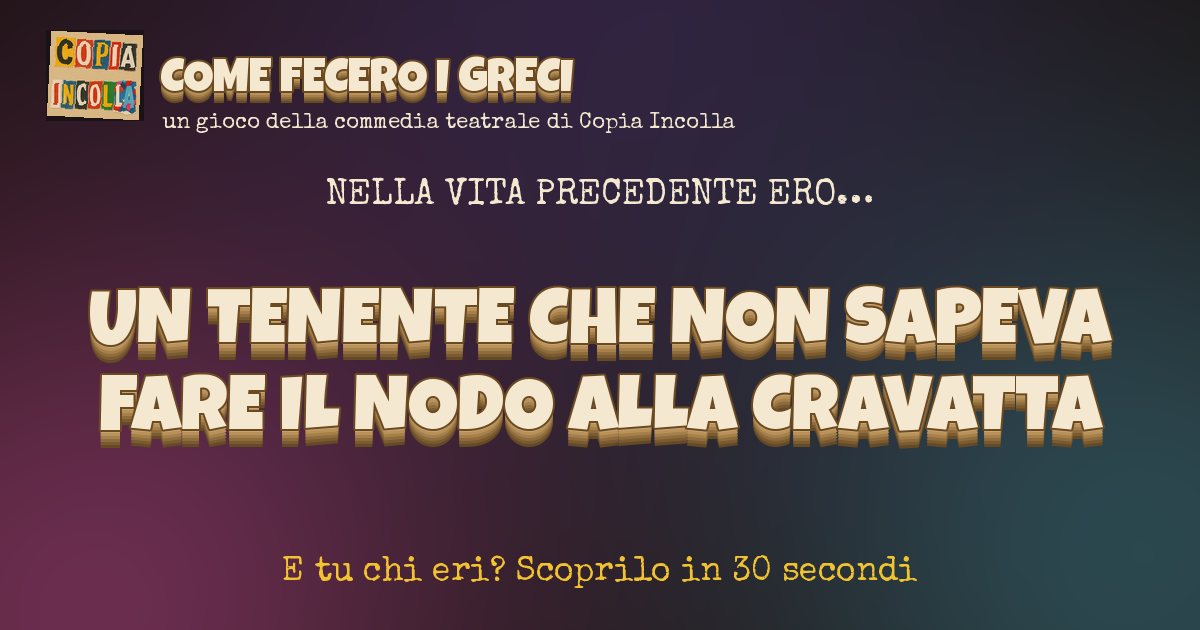 COPIA
INCOLLA
COME FECERO I GRECI
un gioco della commedia teatrale di Copia Incolla
NELLA VITA PRECEDENTE ERO...
UN TENENTE CHE NON SAPEVA
FARE IL NODO ALLA CRAVATTA
E tu chi eri? Scoprilo in 30 secondi